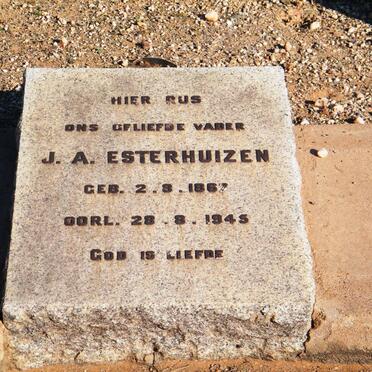 HIER RUS
ONS GELIEFDE VADER
J. A. ESTERHUIZEN
GEB. 2.9.1867
OORL. 28.8.1945
GOD IS LIEFDE